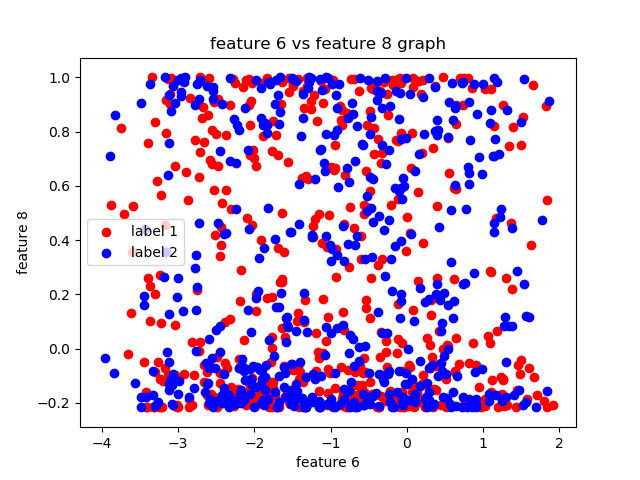 feature 6 vs feature 8 graph
1.0
0.8
0.6
0.4
0.2
0.0
−0.2
feature 8
label 1
label 2
−4 −3 −2 −1 0 1 2
feature 6